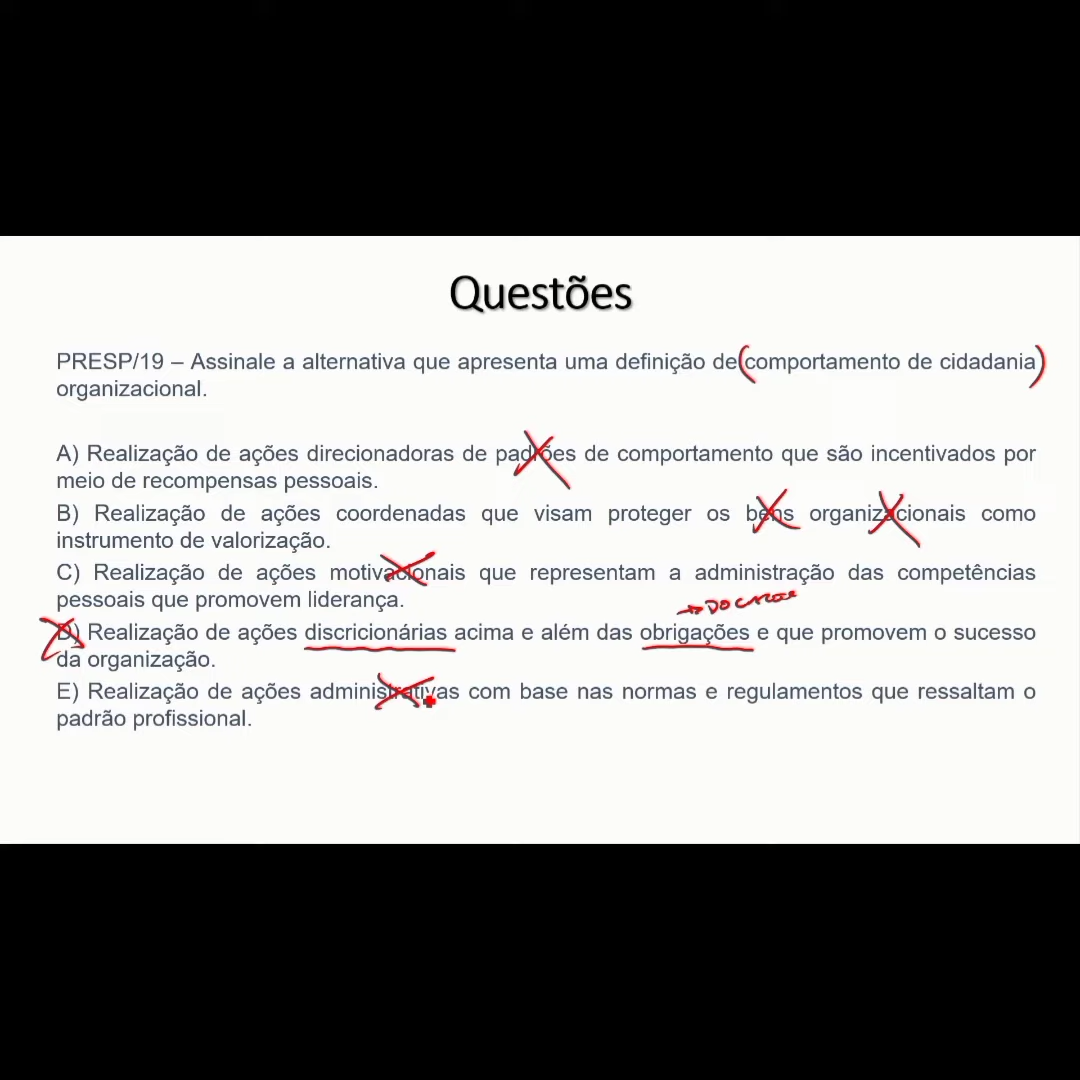 Questões
PRESP/19 – Assinale a alternativa que apresenta uma definição de (comportamento de cidadania)
organizacional.
A) Realização de ações direcionadoras de padrões de comportamento que são incentivados por
meio de recompensas pessoais.
B) Realização de ações coordenadas que visam proteger os bens organizacionais como
instrumento de valorização.
C) Realização de ações motivacionais que representam a administração das competências
pessoais que promovem liderança.
→ DO CARGO
D) Realização de ações discricionárias acima e além das obrigações e que promovem o sucesso
da organização.
E) Realização de ações administrativas com base nas normas e regulamentos que ressaltam o
padrão profissional.